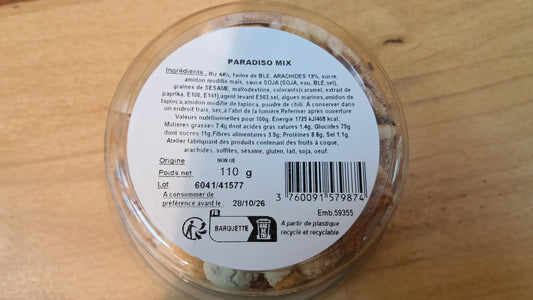 PARADISO MIX
Ingrédients : Riz 44%, farine de BLE, ARACHIDES 13%, sucre,
amidon modifié maïs, sauce SOJA (SOJA, eau, BLE,sel),
graines de SESAME, maltodextrine, colorants(caramel, extrait de
paprika, E100, E141),agent levant E503,sel, algues marines,amidon de
tapioca,amidon modifié de tapioca, poudre de chili. A conserver dans
un endroit frais, sec,à l'abri de la lumière.Refermer après ouverture
Valeurs nutritionnelles pour 100g: Energie 1725 kJ/408 kcal;
Matières grasses 7.4g dont acides gras satures 1.4g; Glucides 75g
dont sucres 11g;Fibres alimentaires 3.5g; Protéines 8.6g; Sel 1.1g.
Atelier fabriquant des produits contenant des fruits à coque,
arachides, sulfites, sésame, gluten, lait, soja, oeuf.
Origine NON UE
Poids net 110 g
Lot 6041/41577
A consommer de
préférence avant le : 28/10/26
3 760091 579874
Emb.59355
FR
BARQUETTE
BAC DE TRI
A partir de plastique
recyclé et recyclable